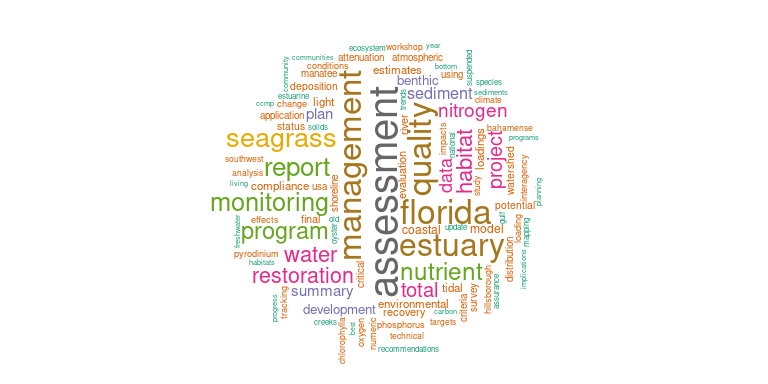 ecosystem
workshop
year
communities
attenuation
atmospheric
conditions
bottom
manatee
estimates
using
suspended
community
deposition
benthic
species
estuarine
sediment
sediments
ccmp
change
light
management
assessment
trends
climate
application
plan
quality
nitrogen
status
solids
river
bahamense
seagrass
impacts
national
loadings
programs
southwest
report
habitat
project
analysis
evaluation
data
watershed
interagency
living
compliance
usa
shoreline
study
planning
monitoring
florida
potential
effects
final
old
gulf
freshwater
program
oyster
coastal
update
model
loading
mapping
pyrodinium
water
estuary
habitats
distribution
implications
restoration
critical
nutrient
hillsborough
assurance
tracking
summary
total
tidal
survey
progress
development
environmental
criteria
recovery
carbon
creeks
best
oxygen
numeric
phosphorus
targets
chlorophylla
technical
recommendations